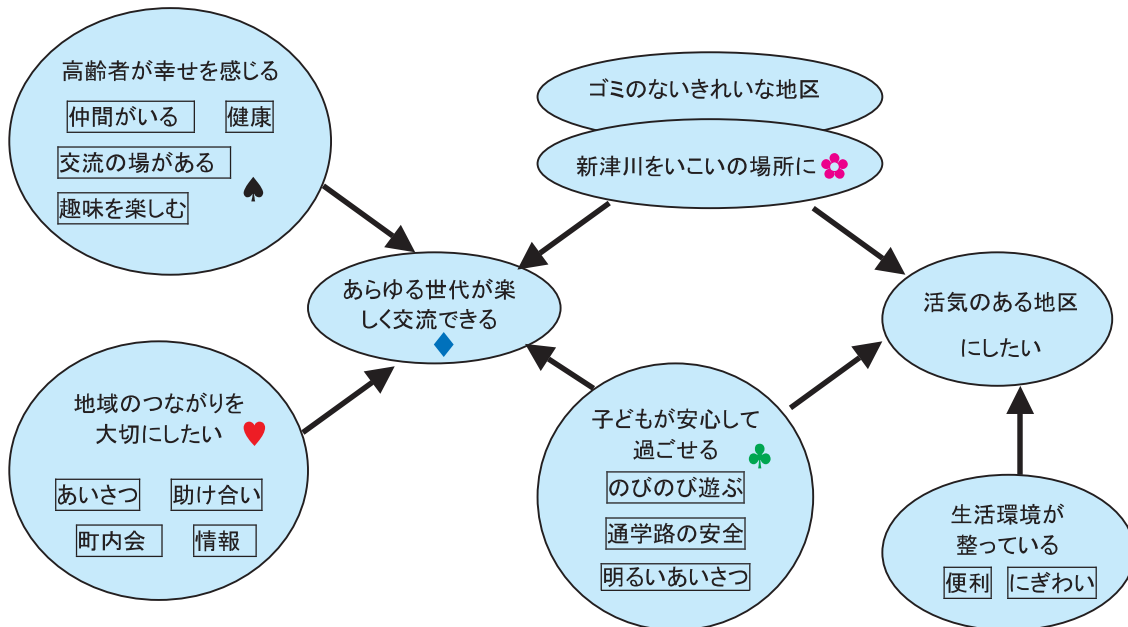 高齢者が幸せを感じる
仲間がいる
健康
交流の場がある
趣味を楽しむ
ゴミのないきれいな地区
新津川をいこいの場所に
あらゆる世代が楽
しく交流できる
活気のある地区
にしたい
地域のつながりを
大切にしたい
あいさつ
助け合い
町内会
情報
子どもが安心して
過ごせる
のびのび遊ぶ
通学路の安全
明るいあいさつ
生活環境が
整っている
便利
にぎわい